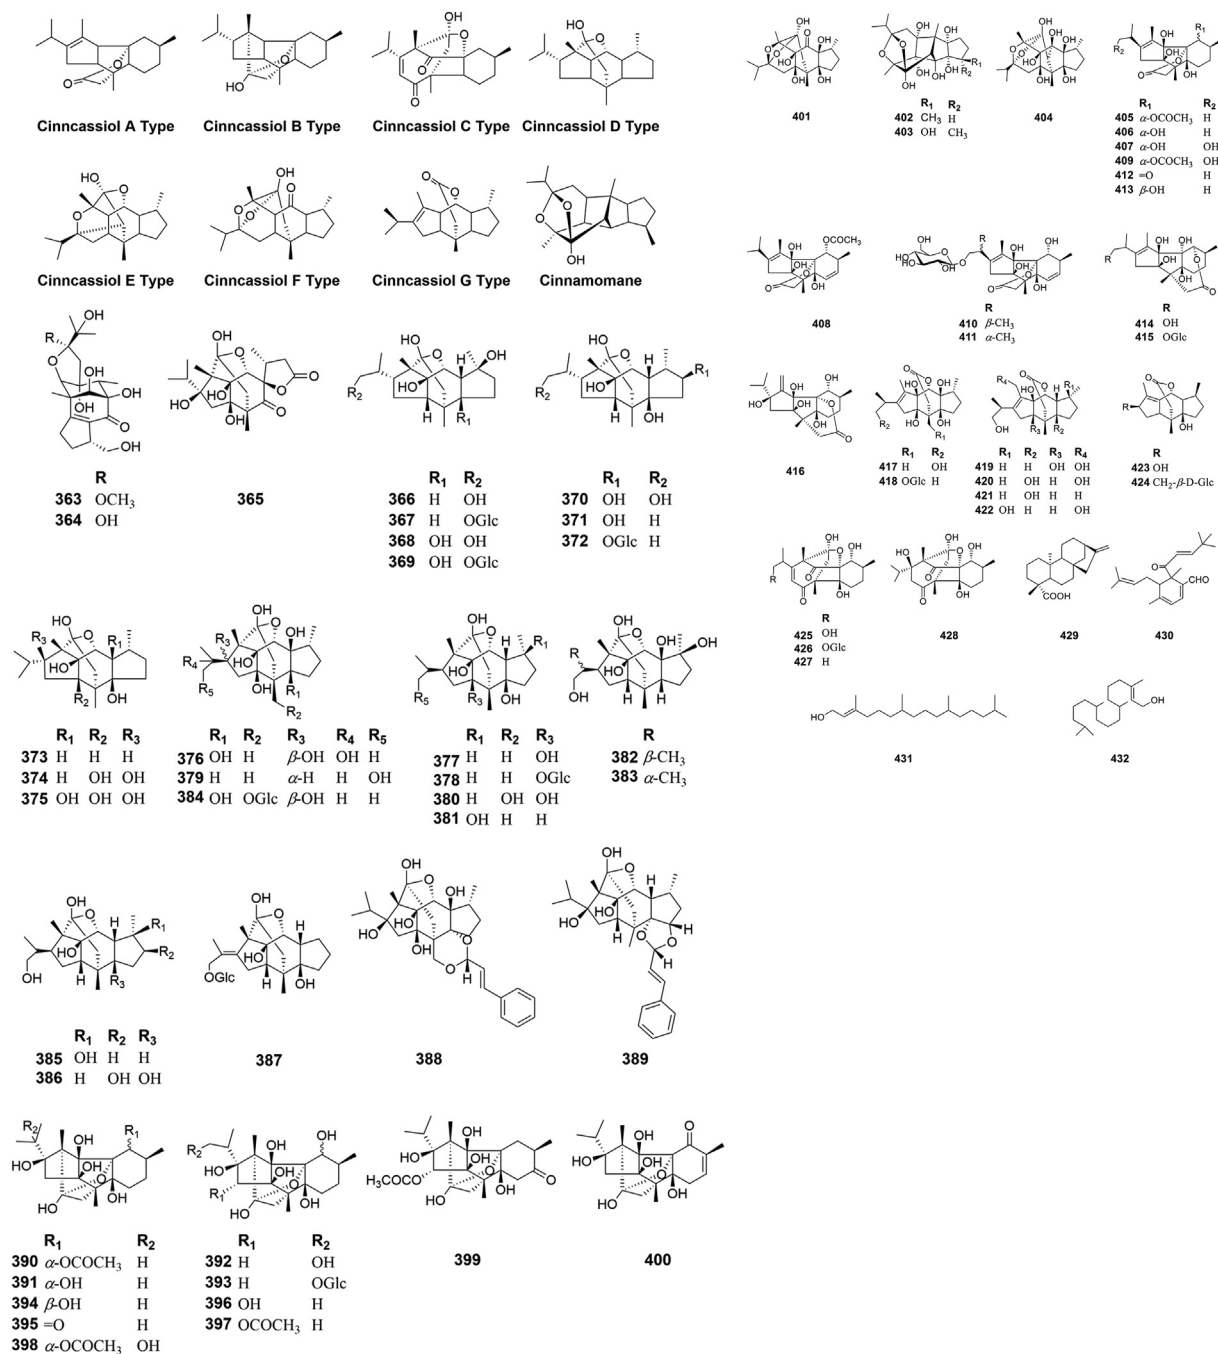 Cinncassiol A Type Cinncassiol B Type Cinncassiol C Type Cinncassiol D Type
Cinncassiol E Type Cinncassiol F Type Cinncassiol G Type Cinnamomane
R
363 OCH₃
364 OH
365
R₁ R₂
366 H OH
367 H OGlc
368 OH OH
369 OH OGlc
R₁ R₂
370 OH OH
371 OH H
372 OGlc H
R₁ R₂ R₃
373 H H H
374 H OH OH
375 OH OH OH
R₁ R₂ R₃ R₄ R₅
376 OH H β-OH OH H
379 H H α-H H OH
384 OH OGlc β-OH H H
R₁ R₂ R₃
377 H H OH
378 H H OGlc
380 H OH OH
381 OH H H
R
382 β-CH₃
383 α-CH₃
R₁ R₂ R₃
385 OH H H
386 H OH OH
387
388
389
R₁ R₂
390 α-OCOCH₃ H
391 α-OH H
394 β-OH H
395 =O H
398 α-OCOCH₃ OH
R₁ R₂
392 H OH
393 H OGlc
396 OH H
397 OCOCH₃ H
399
400
401
R₁ R₂
402 CH₃ H
403 OH CH₃
404
R₁ R₂
405 α-OCOCH₃ H
406 α-OH H
407 α-OH OH
409 α-OCOCH₃ OH
412 =O H
413 β-OH H
408
R
410 β-CH₃
411 α-CH₃
R
414 OH
415 OGlc
416
R₁ R₂
417 H OH
418 OGlc H
R₁ R₂ R₃ R₄
419 H H OH OH
420 H OH H OH
421 H OH H H
422 OH H H OH
R
423 OH
424 CH₂-β-D-Glc
R
425 OH
426 OGlc
427 H
428
429
430
431
432